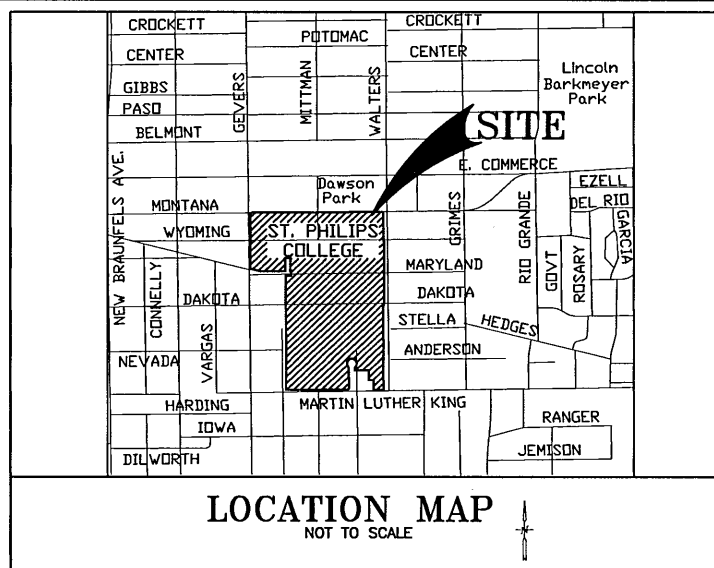 CROCKETT
CROCKETT
POTOMAC
CENTER
CENTER
Lincoln
Barkmeyer
Park
GIBBS
PASO
BELMONT
GEIVERS
MITTMAN
WALTERS
SITE
E. COMMERCE
NEW BRAUNFELS AVE.
Dawson
Park
EZELL
DEL RIO
GARCIA
MONTANA
WYOMING
ST. PHILIPS
COLLEGE
GRIMES
RIO GRANDE
CONNELLY
MARYLAND
GOVT
ROSARY
DAKOTA
DAKOTA
VARGAS
STELLA
HEDGES
ANDERSON
NEVADA
HARDING
MARTIN LUTHER KING
IOWA
RANGER
DILWORTH
JEMISON
LOCATION MAP
NOT TO SCALE